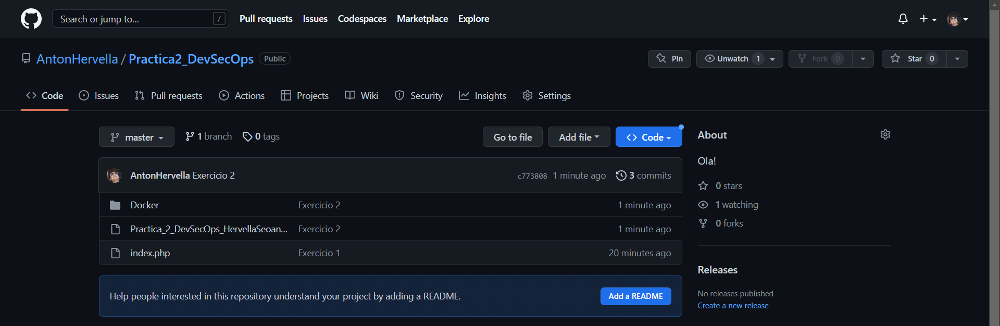 Search or jump to... / Pull requests Issues Codespaces Marketplace Explore
AntonHervella / Practica2_DevSecOps Public Pin Unwatch 1 Fork 0 Star 0
Code Issues Pull requests Actions Projects Wiki Security Insights Settings
master 1 branch 0 tags Go to file Add file Code
AntonHervella Exercicio 2 c773808 1 minute ago 3 commits
Docker Exercicio 2 1 minute ago
Practica_2_DevSecOps_HervellaSeoan... Exercicio 2 1 minute ago
index.php Exercicio 1 20 minutes ago
Help people interested in this repository understand your project by adding a README. Add a README
About
Ola!
0 stars
1 watching
0 forks
Releases
No releases published
Create a new release